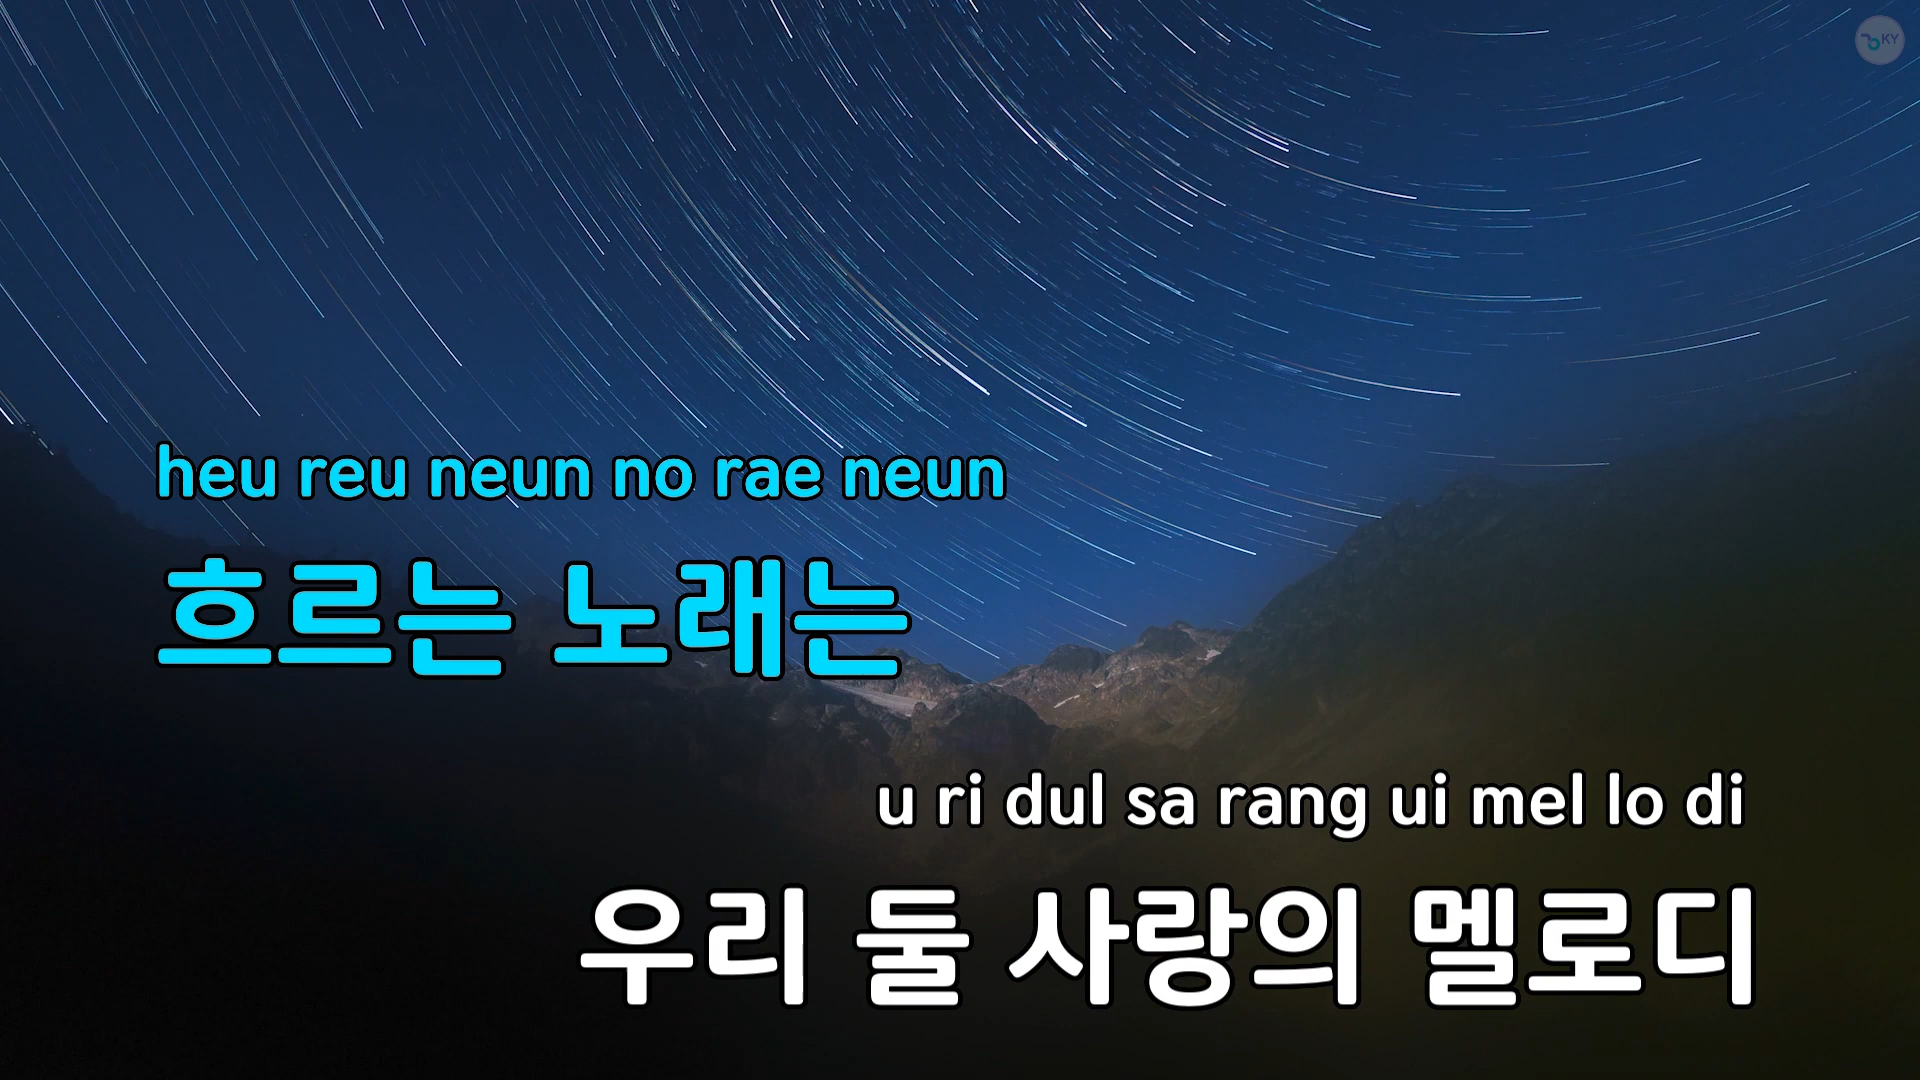 KY
heu reu neun no rae neun
흐르는 노래는
u ri dul sa rang ui mel lo di
우리 둘 사랑의 멜로디